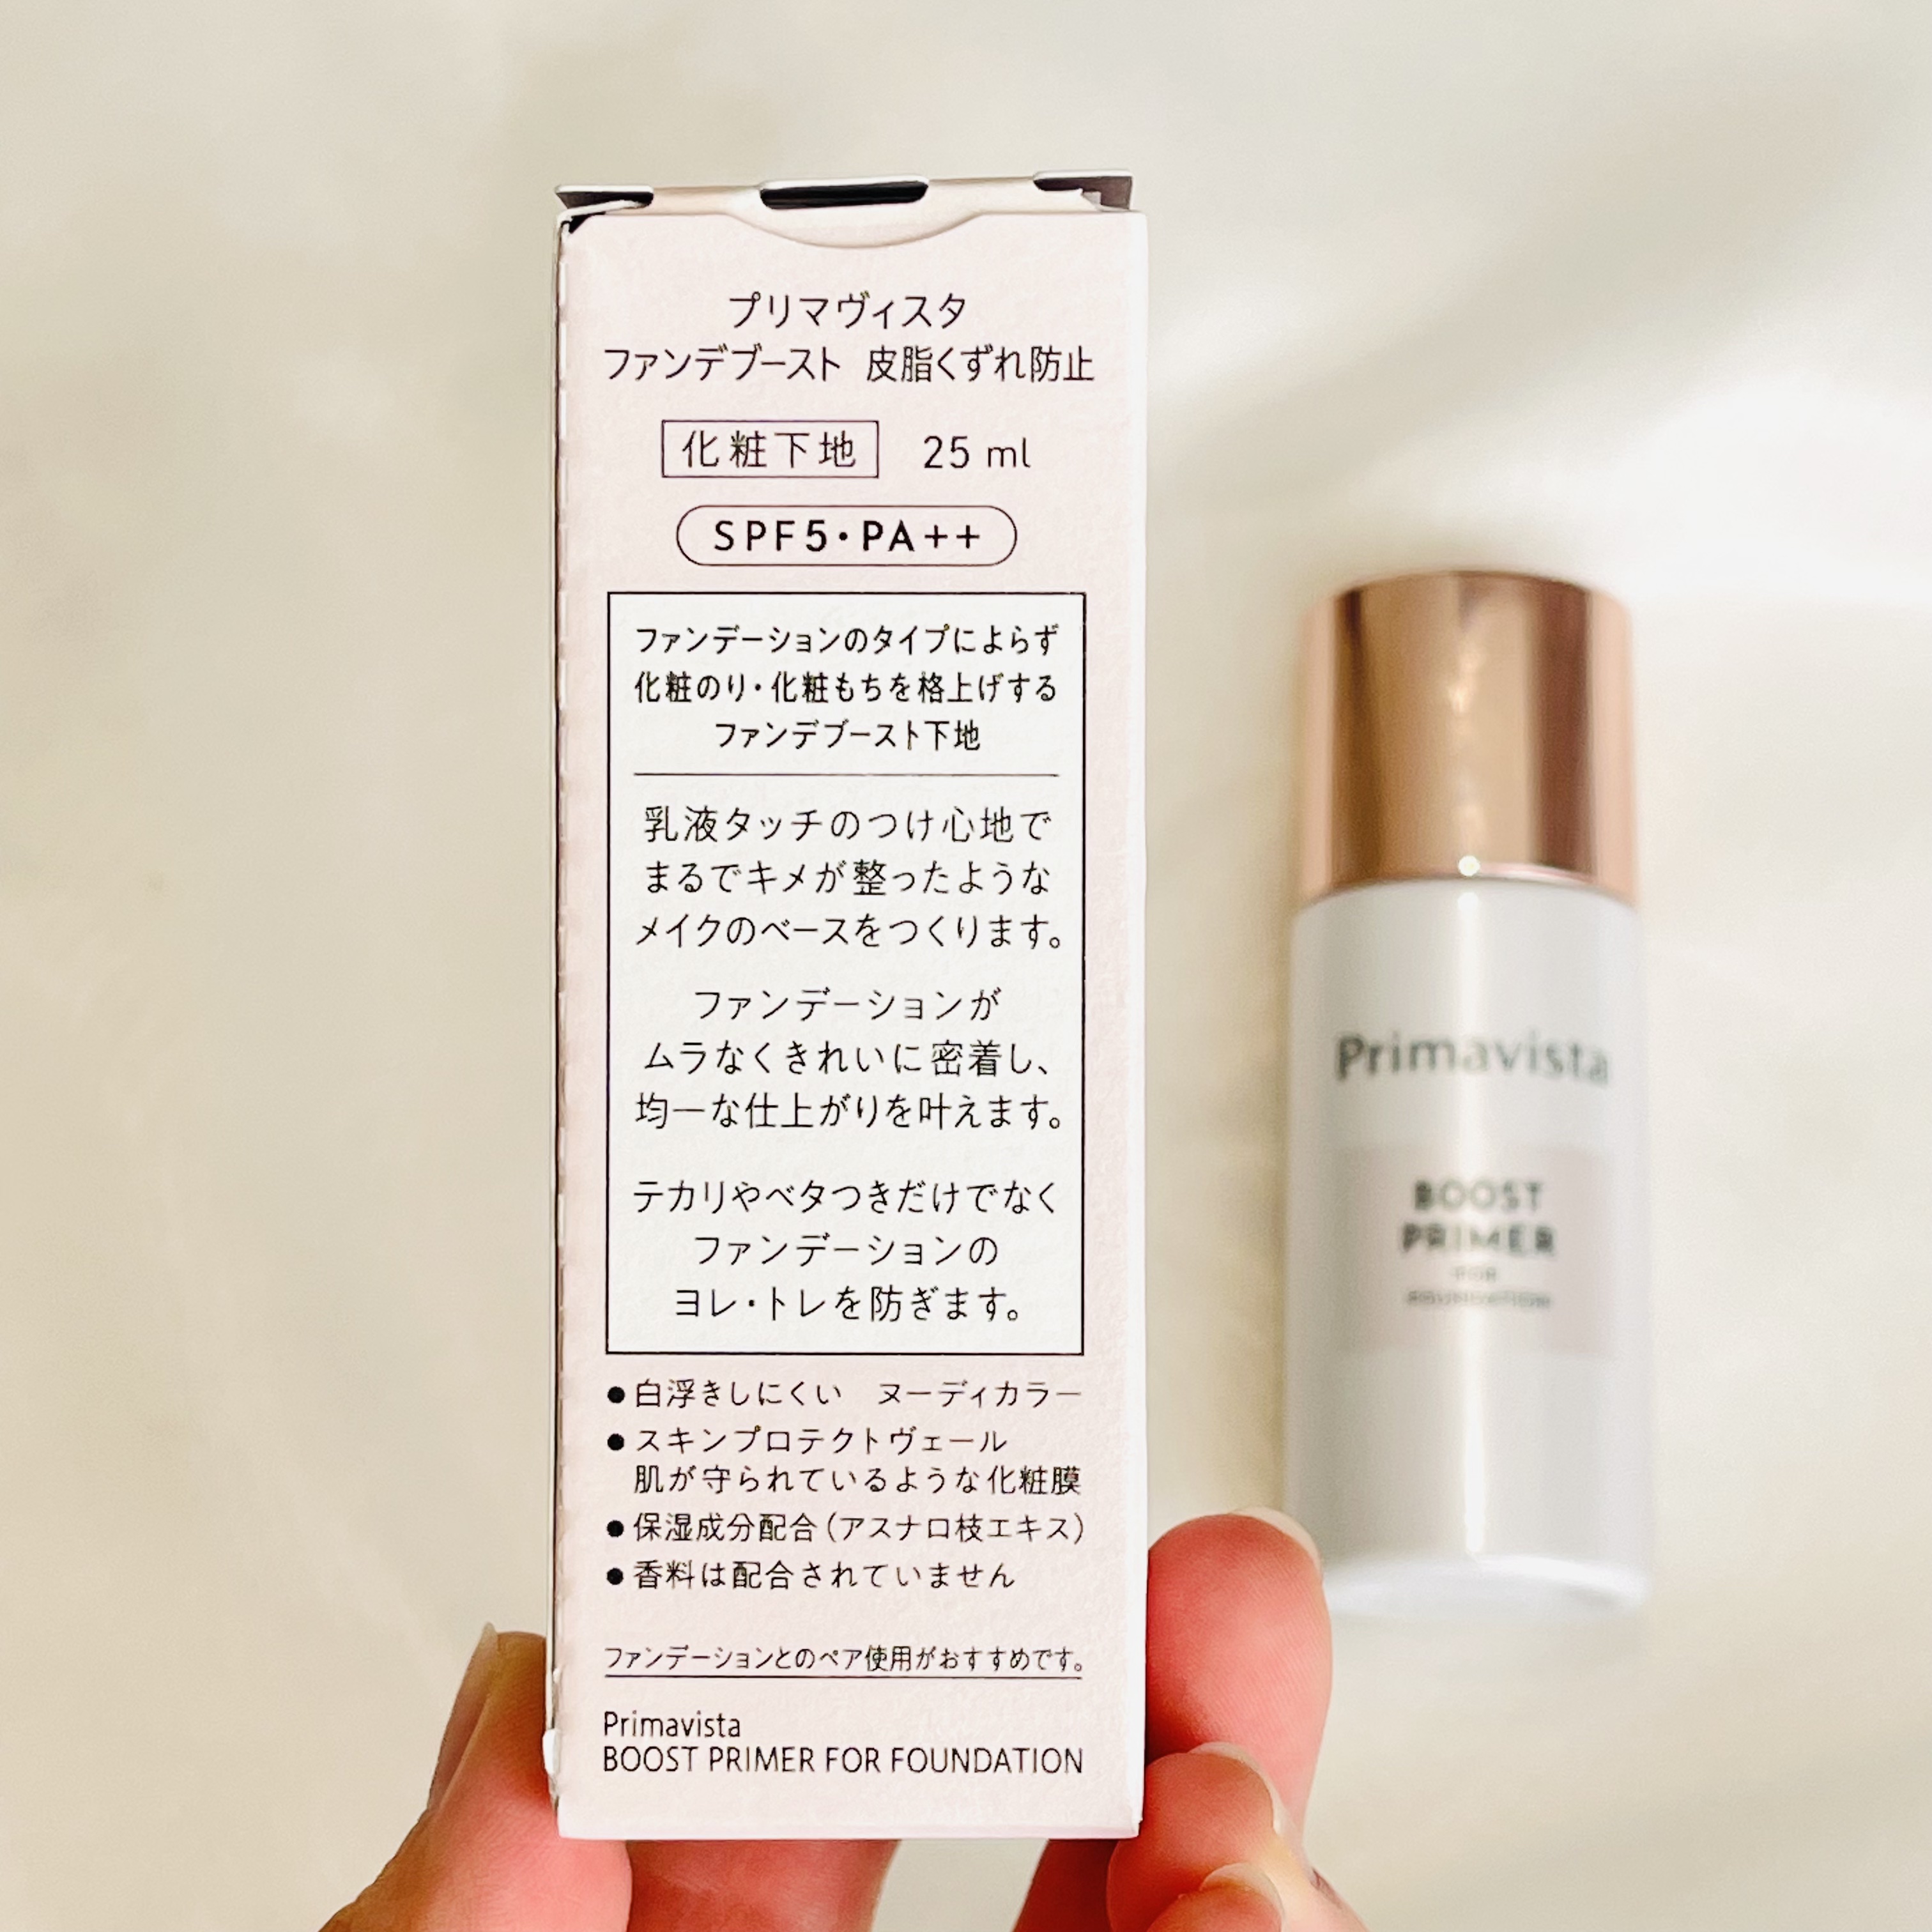 プリマヴィスタ
ファンデブースト 皮脂くずれ防止
化粧下地 25 ml
SPF5・PA++
ファンデーションのタイプによらず
化粧のり・化粧もちを格上げする
ファンデブースト下地
乳液タッチのつけ心地で
まるでキメが整ったような
メイクのベースをつくります。
ファンデーションが
ムラなくきれいに密着し、
均一な仕上がりを叶えます。
テカリやベタつきだけでなく
ファンデーションの
ヨレ・トレを防ぎます。
●白浮きしにくい ヌーディカラー
●スキンプロテクトヴェール
肌が守られているような化粧膜
●保湿成分配合（アスナロ枝エキス）
●香料は配合されていません
ファンデーションとのペア使用がおすすめです。
Primavista
BOOST PRIMER FOR FOUNDATION
Primavista
BOOST
PRIMER
FOR
FOUNDATION